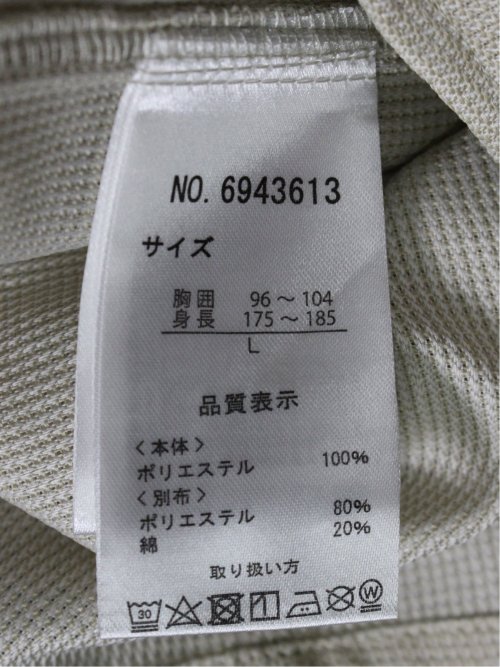 NO. 6943613
サイズ
胸囲 96～104
身長 175～185
L
品質表示
〈本体〉
ポリエステル 100%
〈別布〉
ポリエステル 80%
綿 20%
取り扱い方
30 W